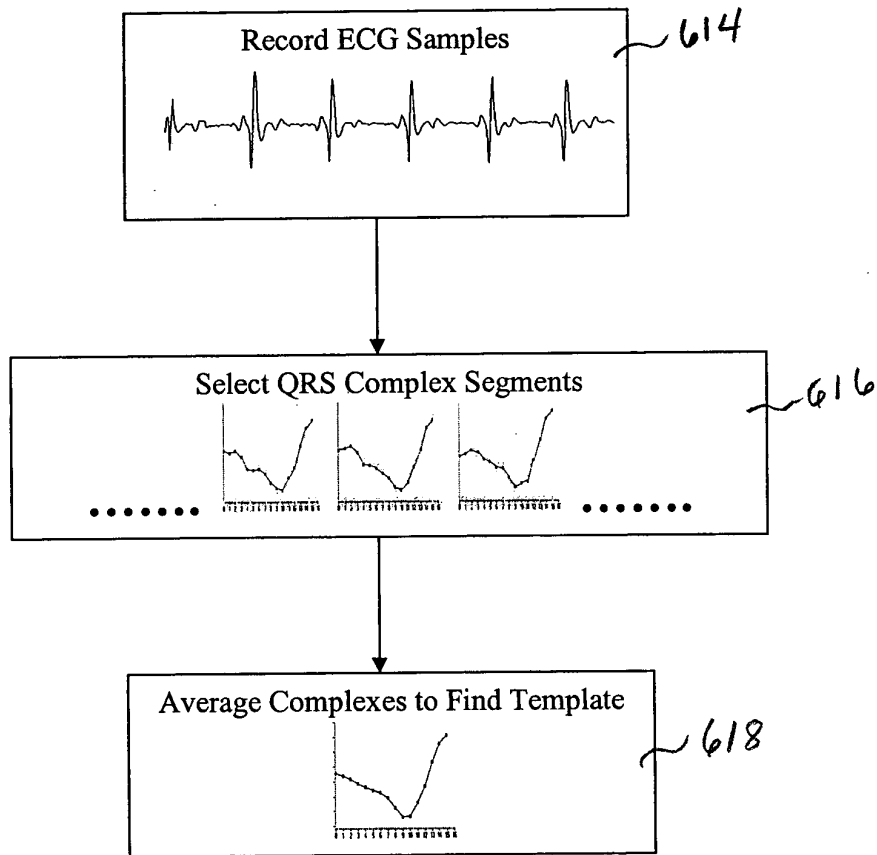 Record ECG Samples
614
Select QRS Complex Segments
616
Average Complexes to Find Template
618